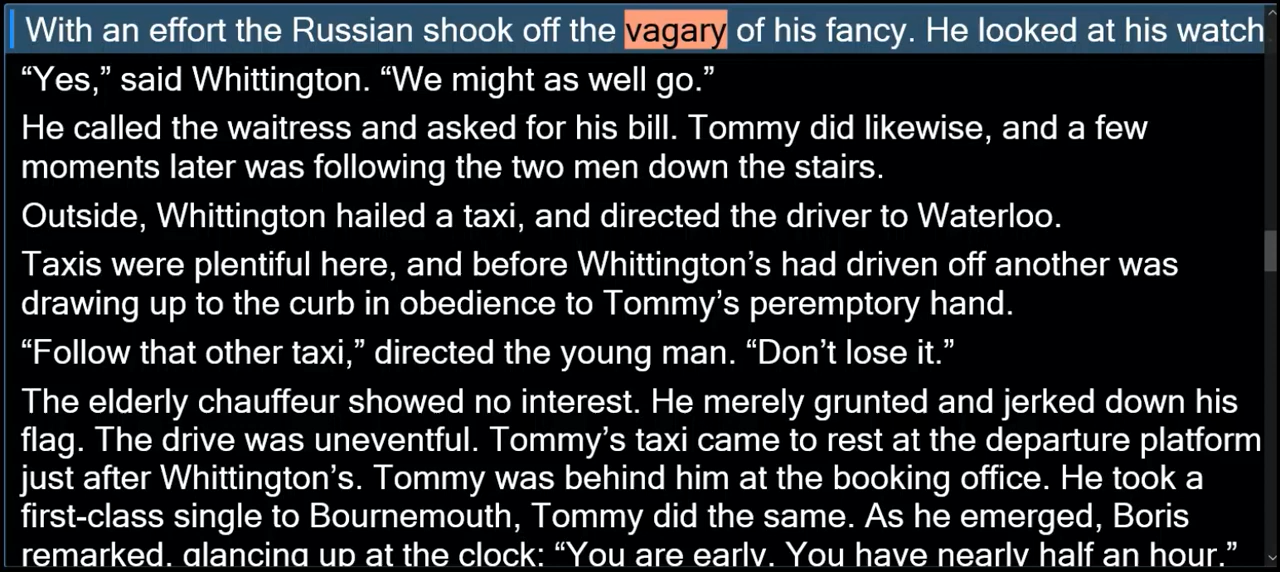 With an effort the Russian shook off the vagary of his fancy. He looked at his watch
“Yes,” said Whittington. “We might as well go.”
He called the waitress and asked for his bill. Tommy did likewise, and a few
moments later was following the two men down the stairs.
Outside, Whittington hailed a taxi, and directed the driver to Waterloo.
Taxis were plentiful here, and before Whittington’s had driven off another was
drawing up to the curb in obedience to Tommy’s peremptory hand.
“Follow that other taxi,” directed the young man. “Don’t lose it.”
The elderly chauffeur showed no interest. He merely grunted and jerked down his
flag. The drive was uneventful. Tommy’s taxi came to rest at the departure platform
just after Whittington’s. Tommy was behind him at the booking office. He took a
first-class single to Bournemouth, Tommy did the same. As he emerged, Boris
remarked, glancing up at the clock: “You are early. You have nearly half an hour.”